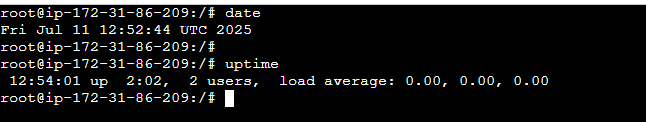 root@ip-172-31-86-209:/# date
Fri Jul 11 12:52:44 UTC 2025
root@ip-172-31-86-209:/#
root@ip-172-31-86-209:/# uptime
 12:54:01 up  2:02,  2 users,  load average: 0.00, 0.00, 0.00
root@ip-172-31-86-209:/#